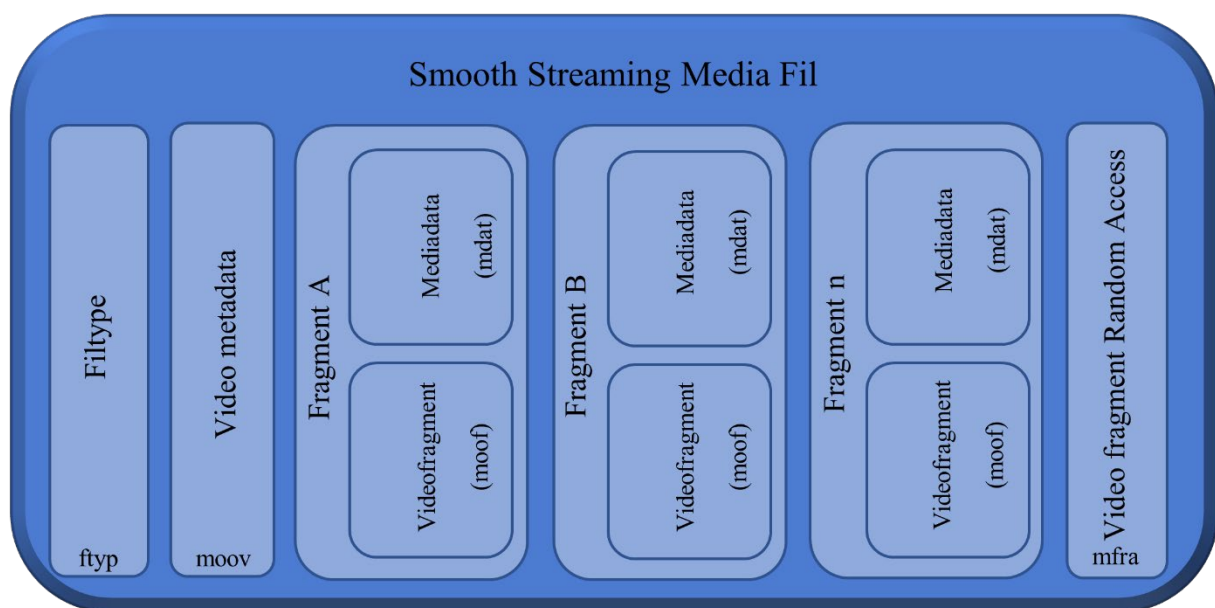 Smooth Streaming Media Fil
Filtype
ftyp
Video metadata
moov
Fragment A
Mediadata
(mdat)
Videofragment
(moof)
Fragment B
Mediadata
(mdat)
Videofragment
(moof)
Fragment n
Mediadata
(mdat)
Videofragment
(moof)
Video fragment Random Access
mfra